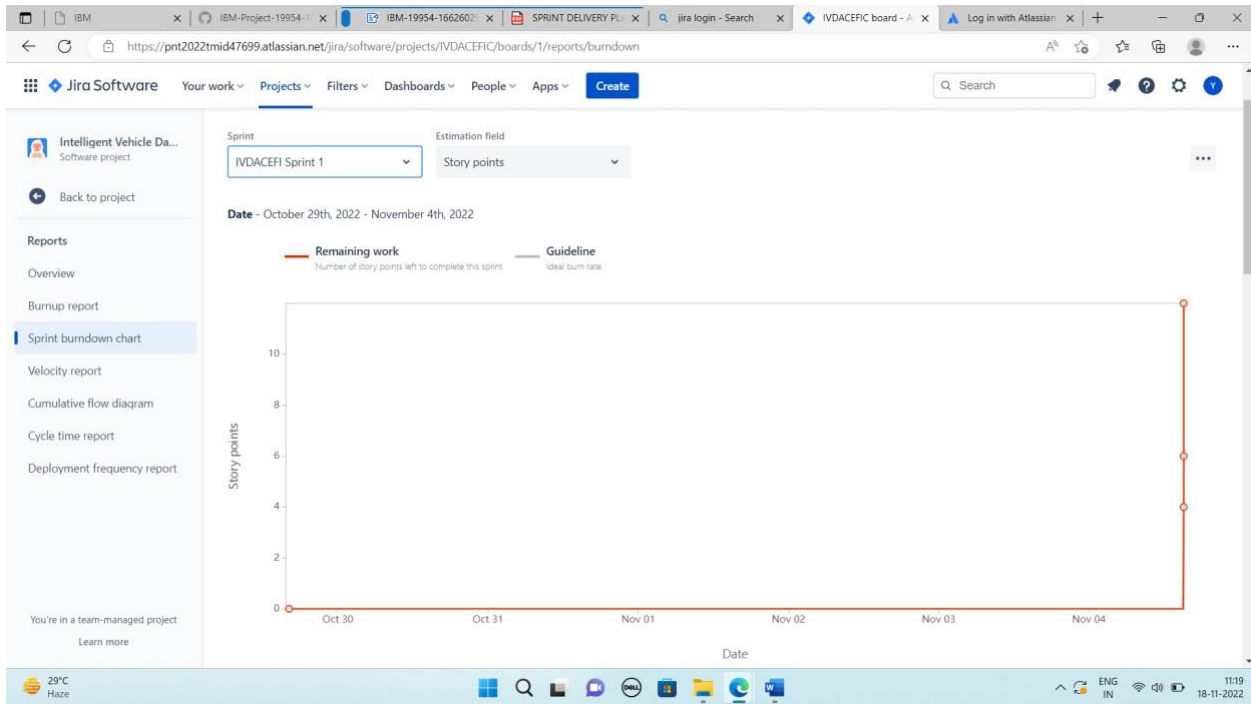 IBM
IBM-Project-19954-1
IBM-19954-1662602
SPRINT DELIVERY PL
jira login - Search
IVDACEFIC board - A
Log in with Atlassian
https://pnt2022tmid47699.atlassian.net/jira/software/projects/IVDACEFIC/boards/1/reports/burndown
Jira Software Your work Projects Filters Dashboards People Apps Create
Search
Y
Intelligent Vehicle Da...
Software project
Back to project
Reports
Overview
Burnup report
Sprint burndown chart
Velocity report
Cumulative flow diagram
Cycle time report
Deployment frequency report
You're in a team-managed project
Learn more
Sprint
IVDACEFI Sprint 1
Estimation field
Story points
Date - October 29th, 2022 - November 4th, 2022
Remaining work
Number of story points left to complete this sprint
Guideline
Ideal burn rate
Story points
10
8
6
4
2
0
Oct 30 Oct 31 Nov 01 Nov 02 Nov 03 Nov 04
Date
29°C
Haze
DELL
ENG
IN
11:19
18-11-2022